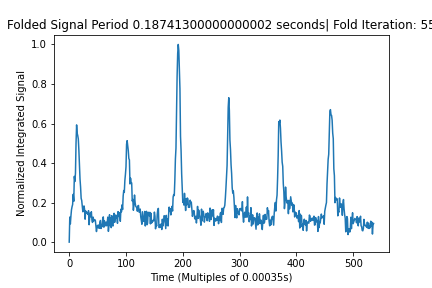 Folded Signal Period 0.18741300000000002 seconds| Fold Iteration: 55
Normalized Integrated Signal
1.0
0.8
0.6
0.4
0.2
0.0
0 100 200 300 400 500
Time (Multiples of 0.00035s)